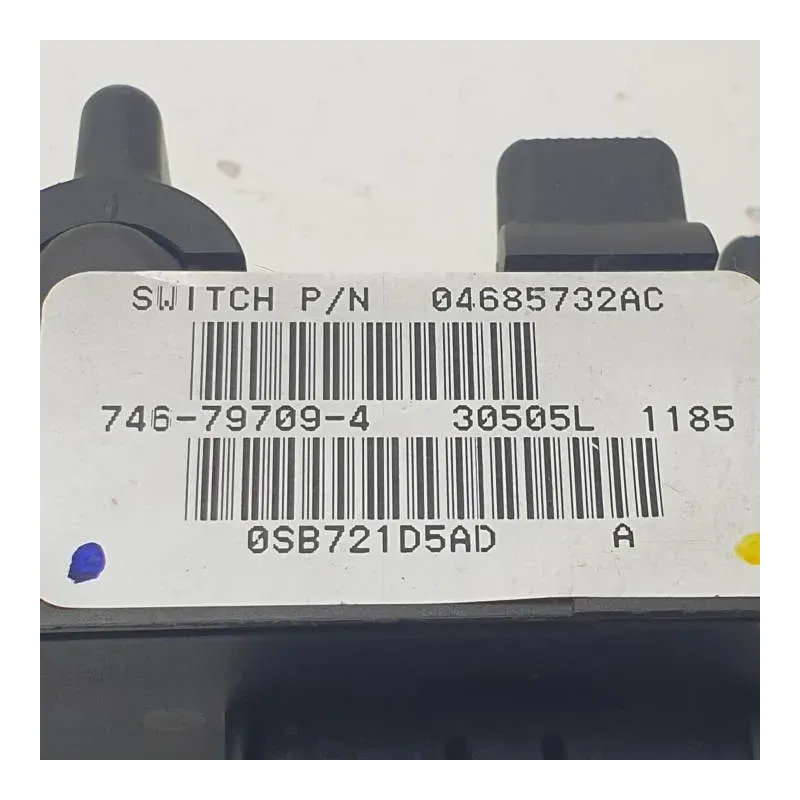 SWITCH P/N 04685732AC
746-79709-4 30505L 1185
0SB721D5AD A